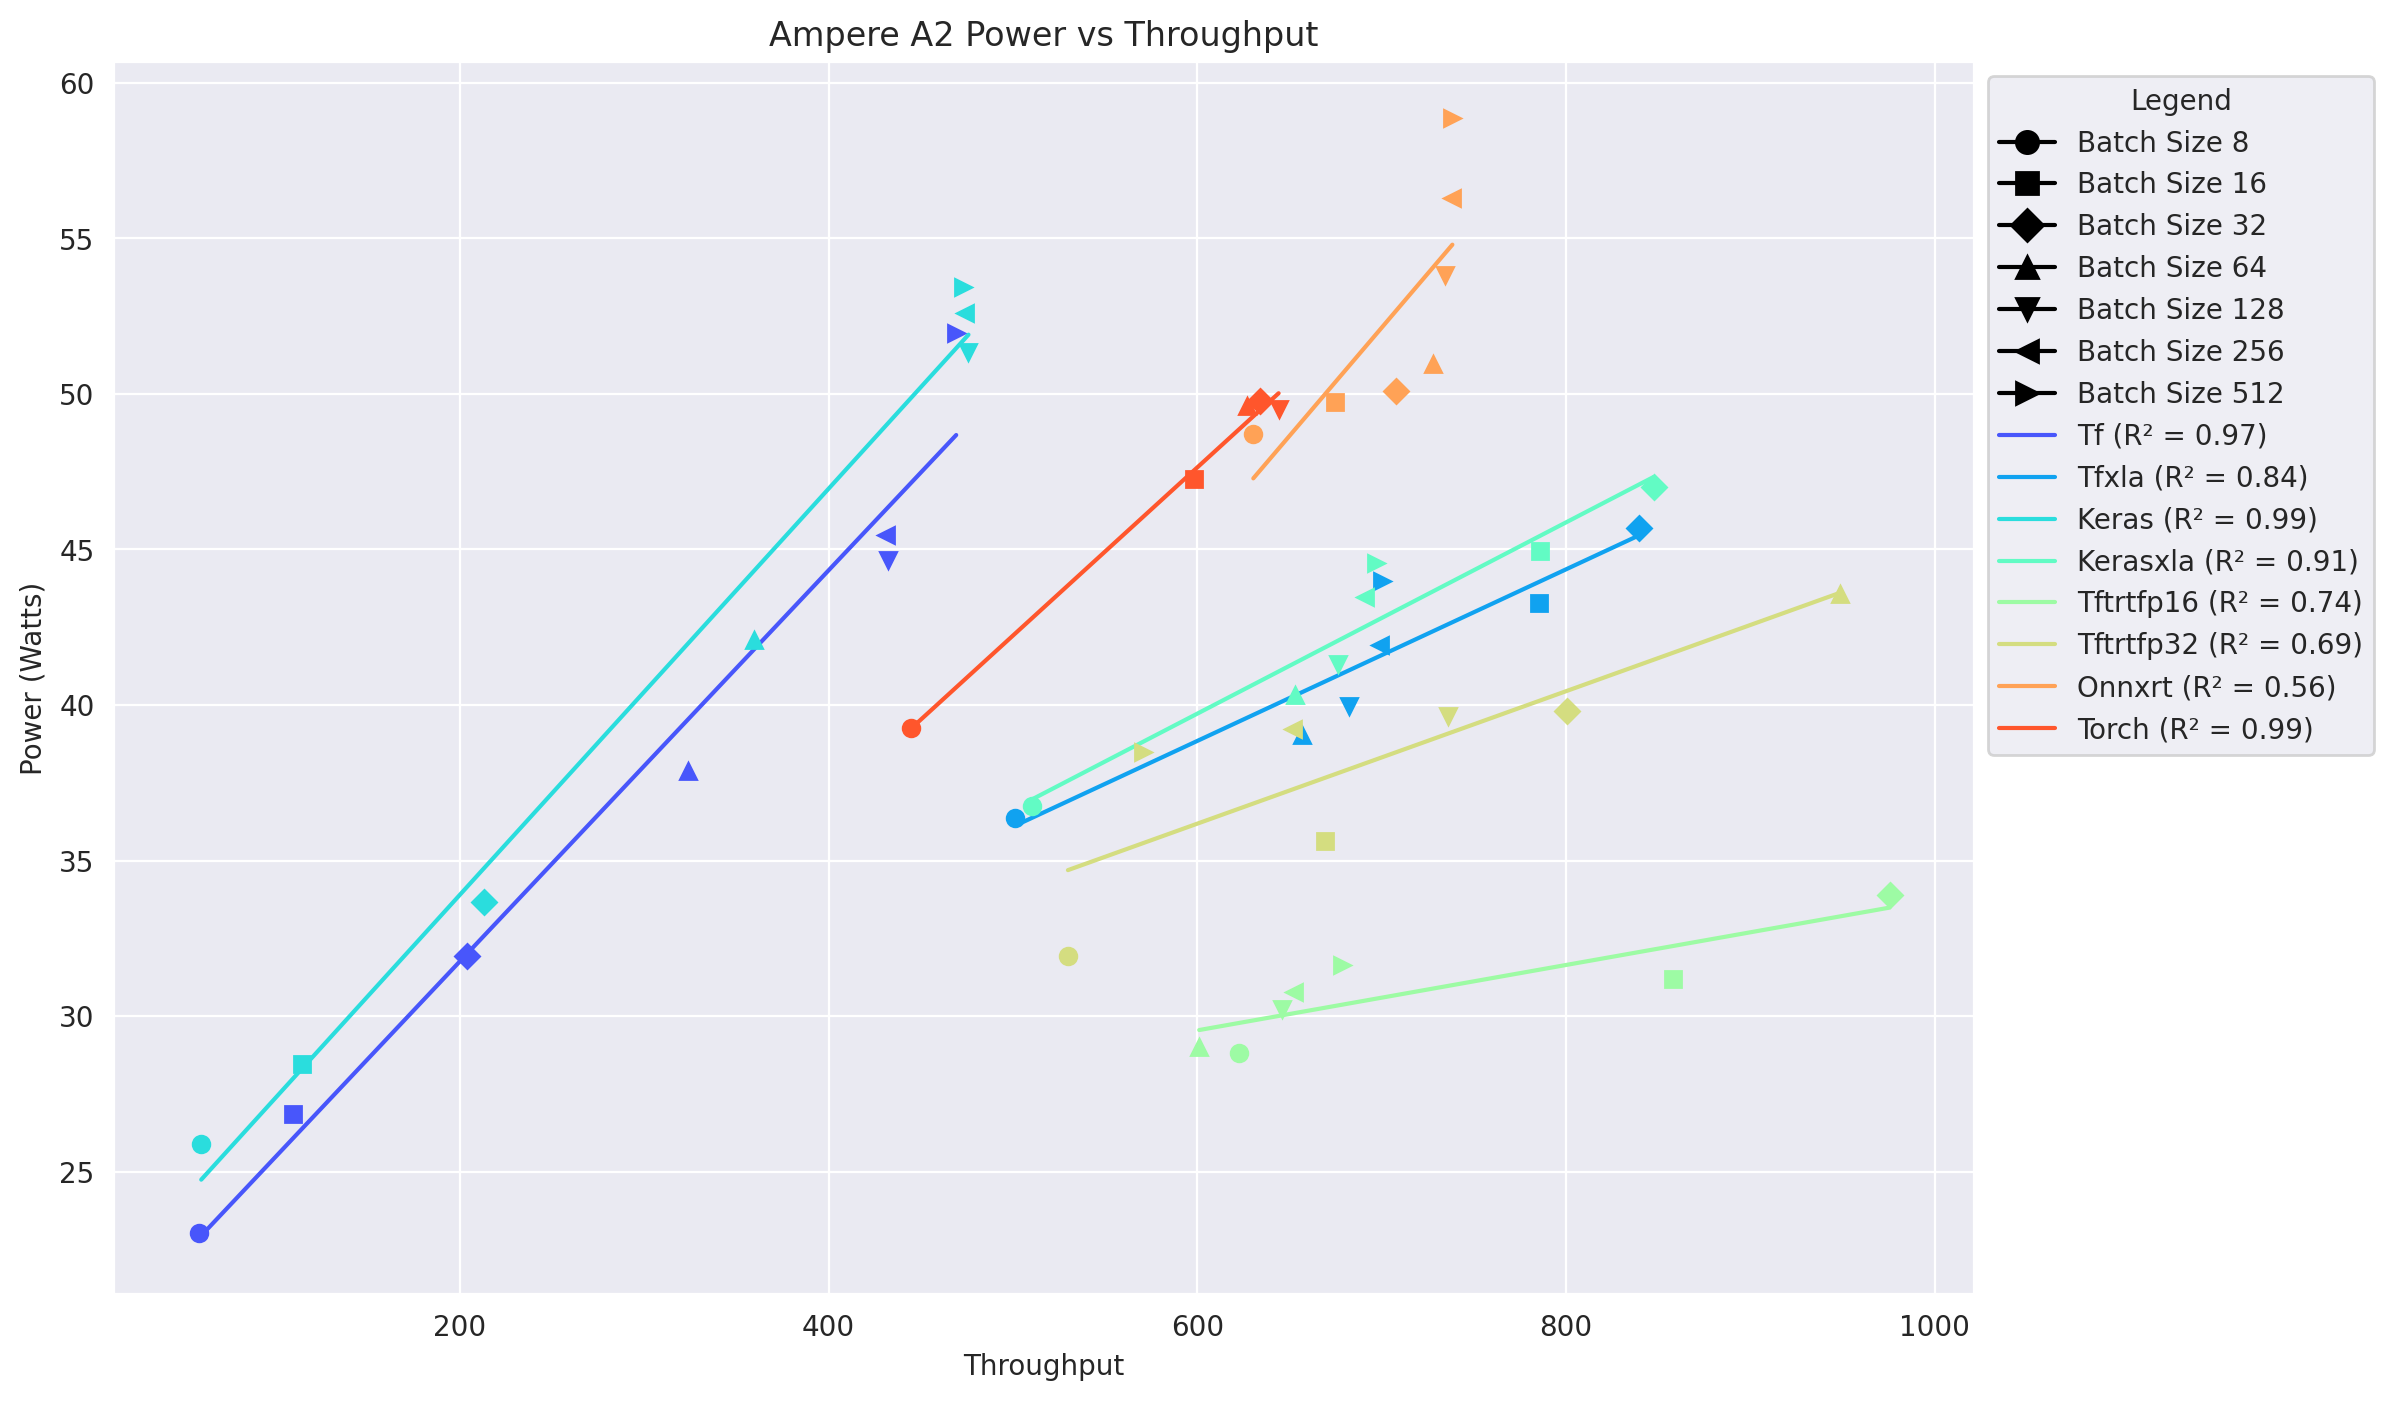 Ampere A2 Power vs Throughput
60
55
50
45
40
35
30
25
Power (Watts)
200
400
600
800
1000
Throughput
Legend
Batch Size 8
Batch Size 16
Batch Size 32
Batch Size 64
Batch Size 128
Batch Size 256
Batch Size 512
Tf (R² = 0.97)
Tfxla (R² = 0.84)
Keras (R² = 0.99)
Kerasxla (R² = 0.91)
Tftrtfp16 (R² = 0.74)
Tftrtfp32 (R² = 0.69)
Onnxrt (R² = 0.56)
Torch (R² = 0.99)